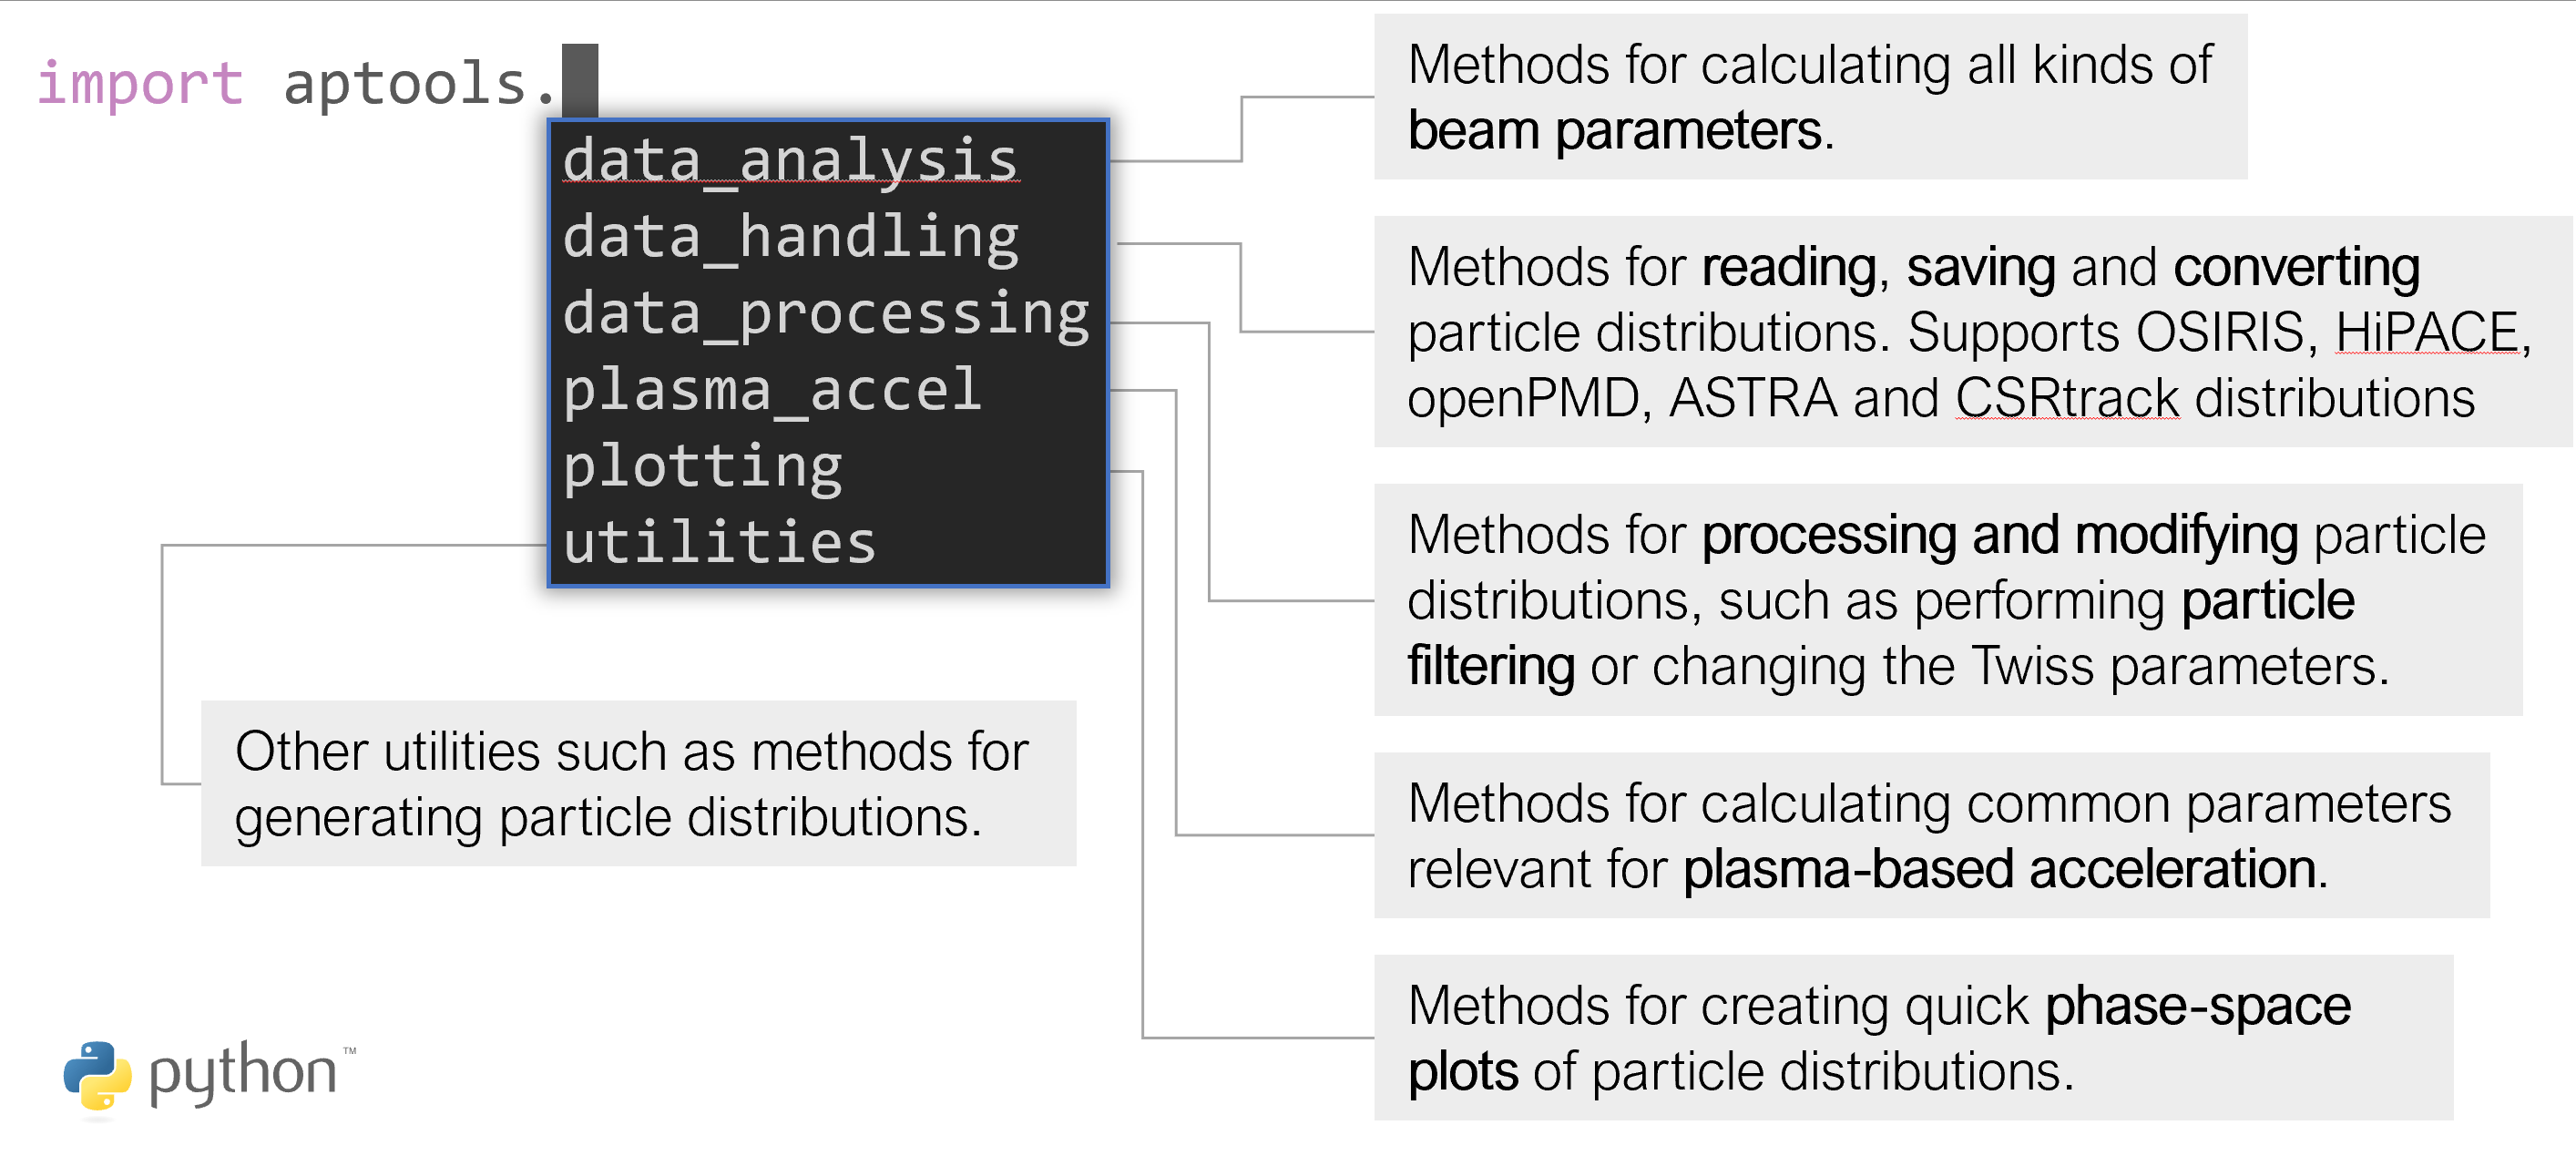 import aptools.
data_analysis
data_handling
data_processing
plasma_accel
plotting
utilities
Methods for calculating all kinds of
beam parameters.
Methods for reading, saving and converting
particle distributions. Supports OSIRIS, HiPACE,
openPMD, ASTRA and CSRtrack distributions
Methods for processing and modifying particle
distributions, such as performing particle
filtering or changing the Twiss parameters.
Methods for calculating common parameters
relevant for plasma-based acceleration.
Methods for creating quick phase-space
plots of particle distributions.
Other utilities such as methods for
generating particle distributions.
python™